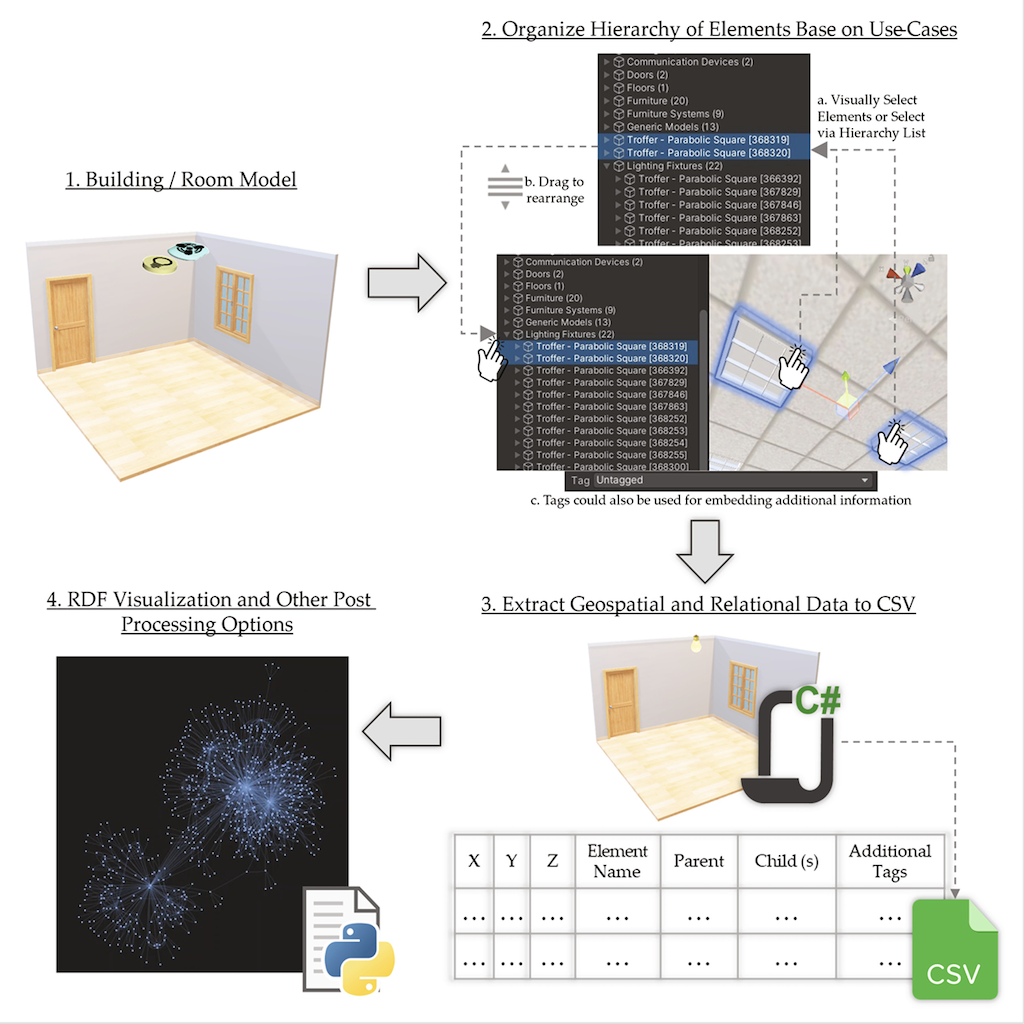 2. Organize Hierarchy of Elements Base on Use-Cases
Communication Devices (2)
Doors (2)
Floors (1)
Furniture (20)
Furniture Systems (9)
Generic Models (13)
Troffer - Parabolic Square [368319]
Troffer - Parabolic Square [368320]
Lighting Fixtures (22)
Troffer - Parabolic Square [366392]
Troffer - Parabolic Square [367829]
Troffer - Parabolic Square [367846]
Troffer - Parabolic Square [367863]
Troffer - Parabolic Square [368252]
Troffer - Parabolic Square [368253]
a. Visually Select
Elements or Select
via Hierarchy List
b. Drag to
rearrange
1. Building / Room Model
Communication Devices (2)
Doors (2)
Floors (1)
Furniture (20)
Furniture Systems (9)
Generic Models (13)
Lighting Fixtures (22)
Troffer - Parabolic Square [368319]
Troffer - Parabolic Square [368320]
Troffer - Parabolic Square [366392]
Troffer - Parabolic Square [367829]
Troffer - Parabolic Square [367846]
Troffer - Parabolic Square [367863]
Troffer - Parabolic Square [368252]
Troffer - Parabolic Square [368253]
Troffer - Parabolic Square [368254]
Troffer - Parabolic Square [368255]
Troffer - Parabolic Square [368300]
Tag Untagged
c. Tags could also be used for embedding additional information
4. RDF Visualization and Other Post
Processing Options
3. Extract Geospatial and Relational Data to CSV
C#
X Y Z Element Name Parent Child (s) Additional Tags
... ... ... ... ... ... ...
... ... ... ... ... ... ...
CSV